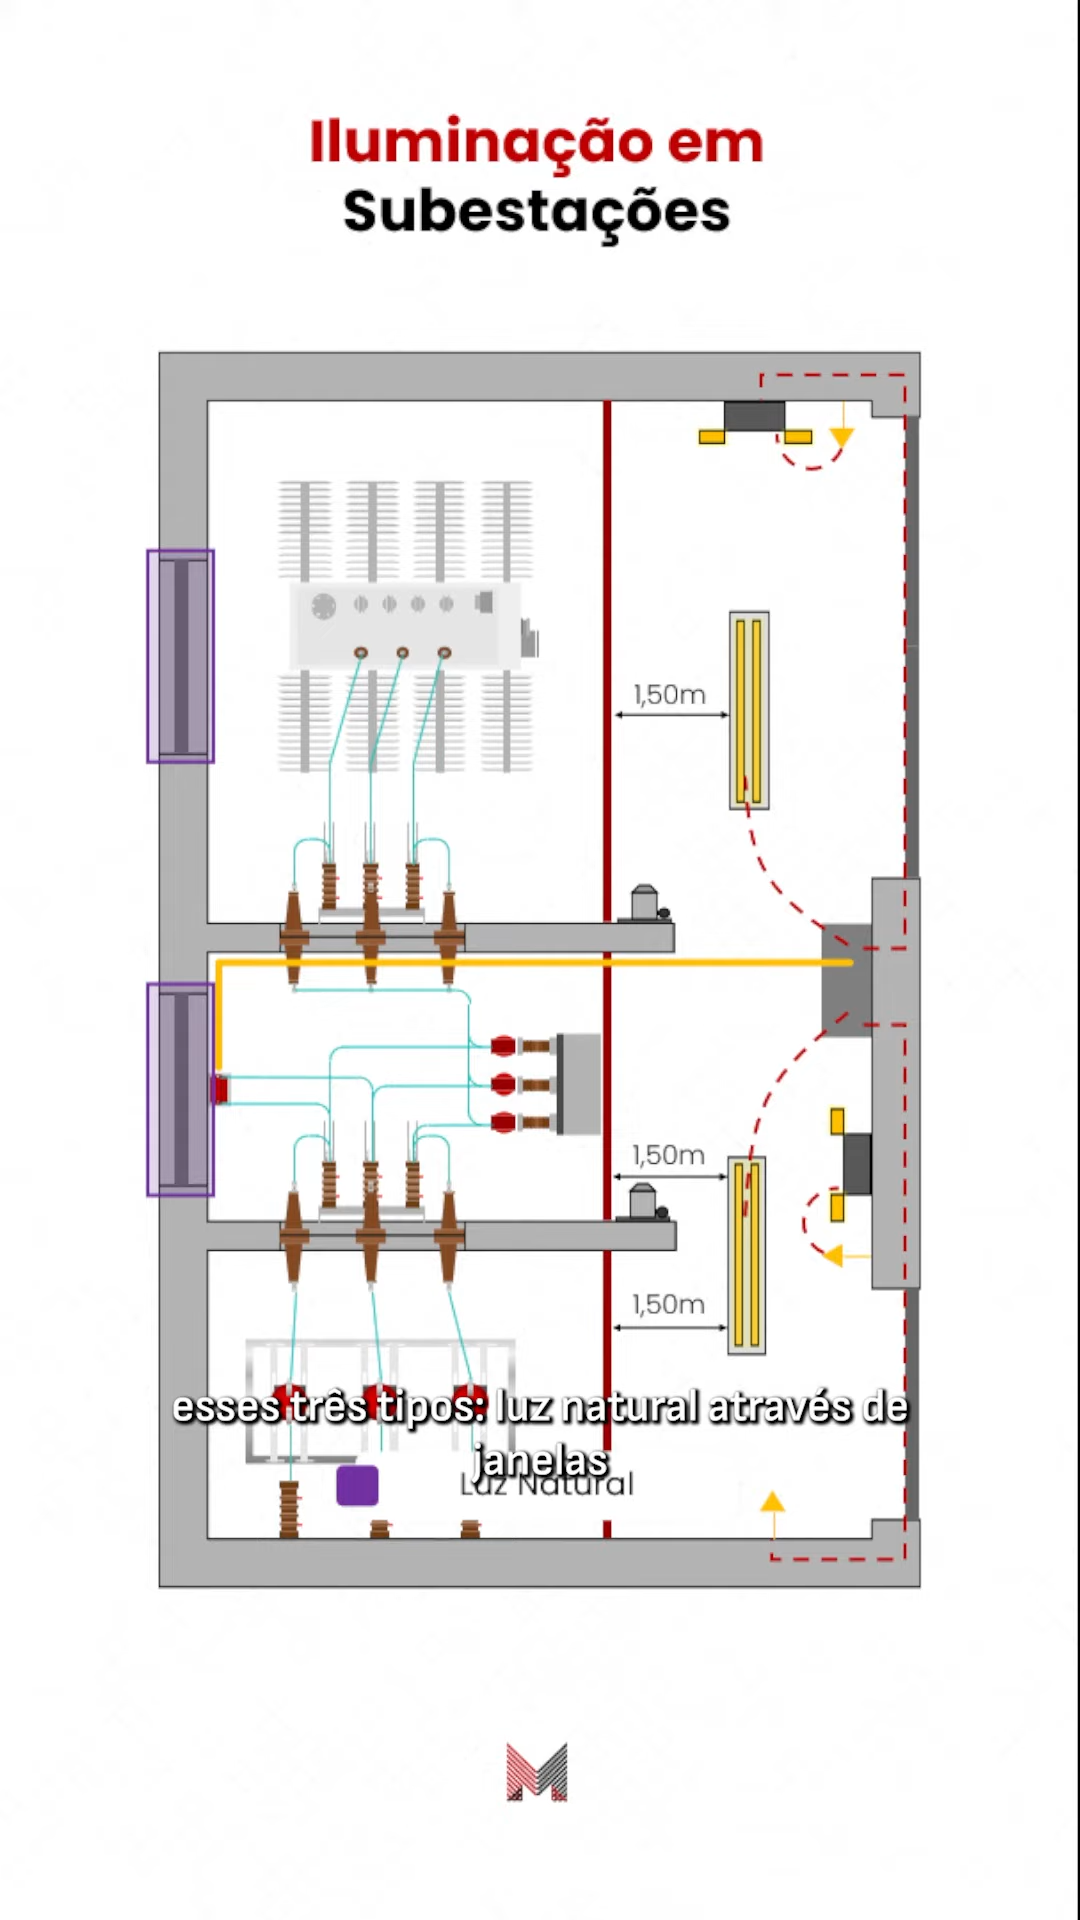 Iluminação em
Subestações
1,50m
1,50m
1,50m
esses três tipos: luz natural através de
janelas
Luz Natural